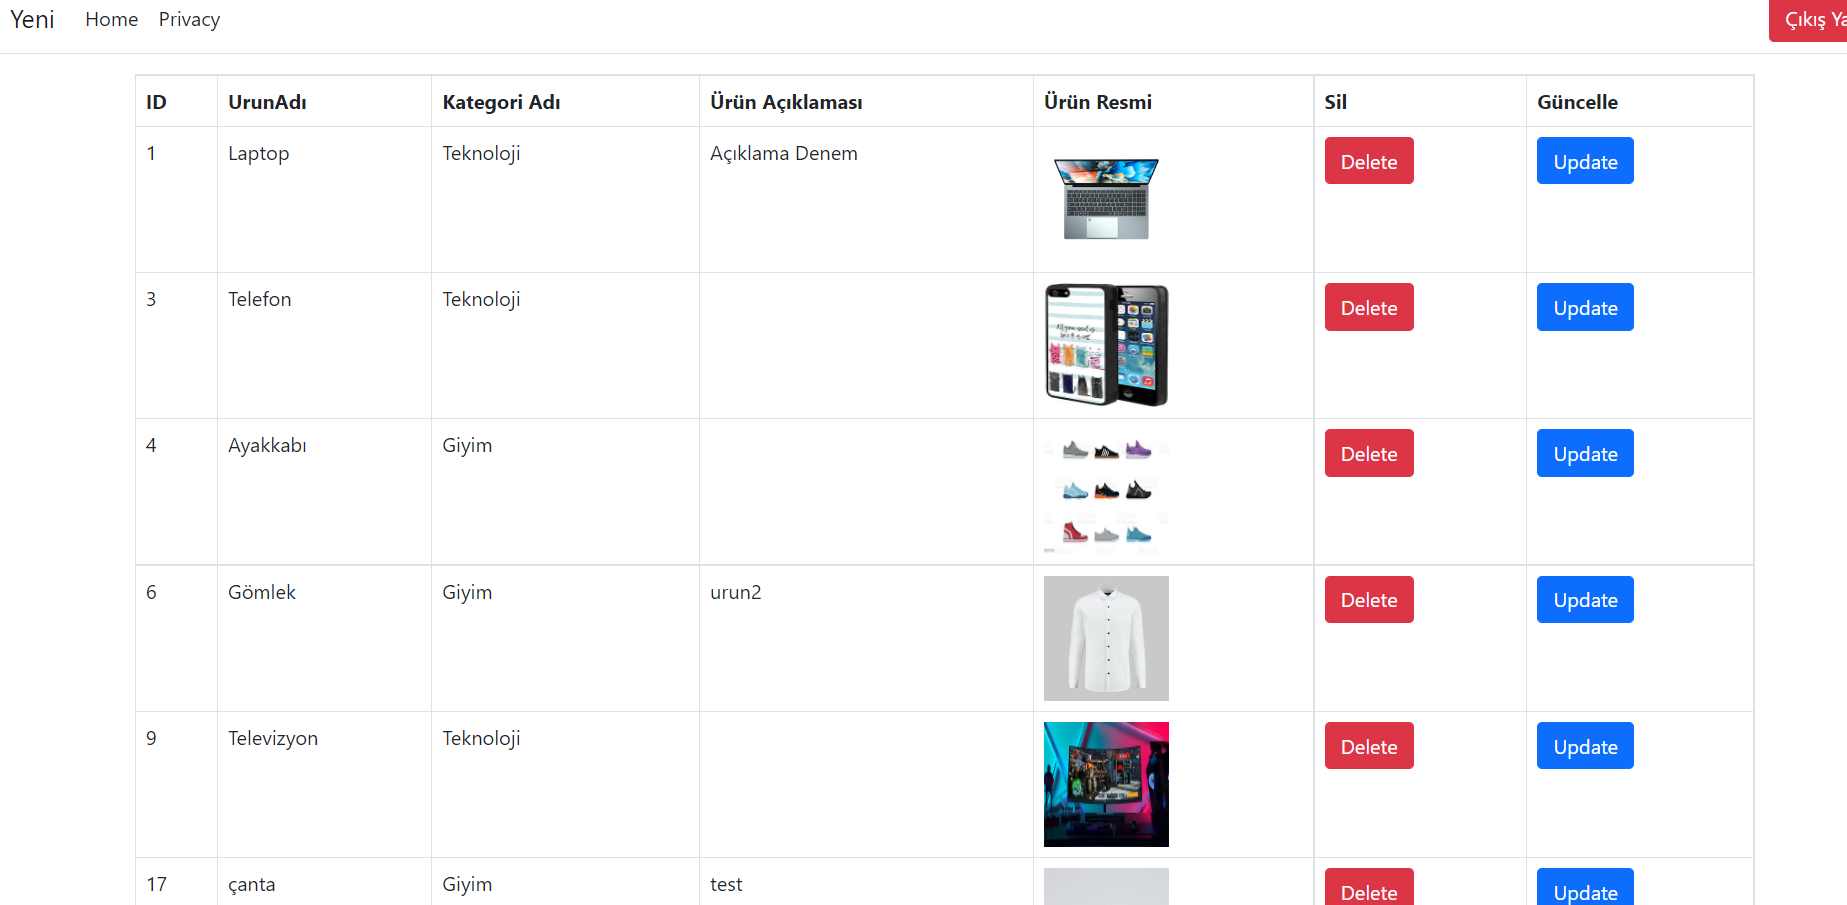 Yeni Home Privacy Çıkış Ya
ID UrunAdı Kategori Adı Ürün Açıklaması Ürün Resmi Sil Güncelle
1 Laptop Teknoloji Açıklama Denem Delete Update
3 Telefon Teknoloji Delete Update
4 Ayakkabı Giyim Delete Update
6 Gömlek Giyim urun2 Delete Update
9 Televizyon Teknoloji Delete Update
17 çanta Giyim test Delete Update